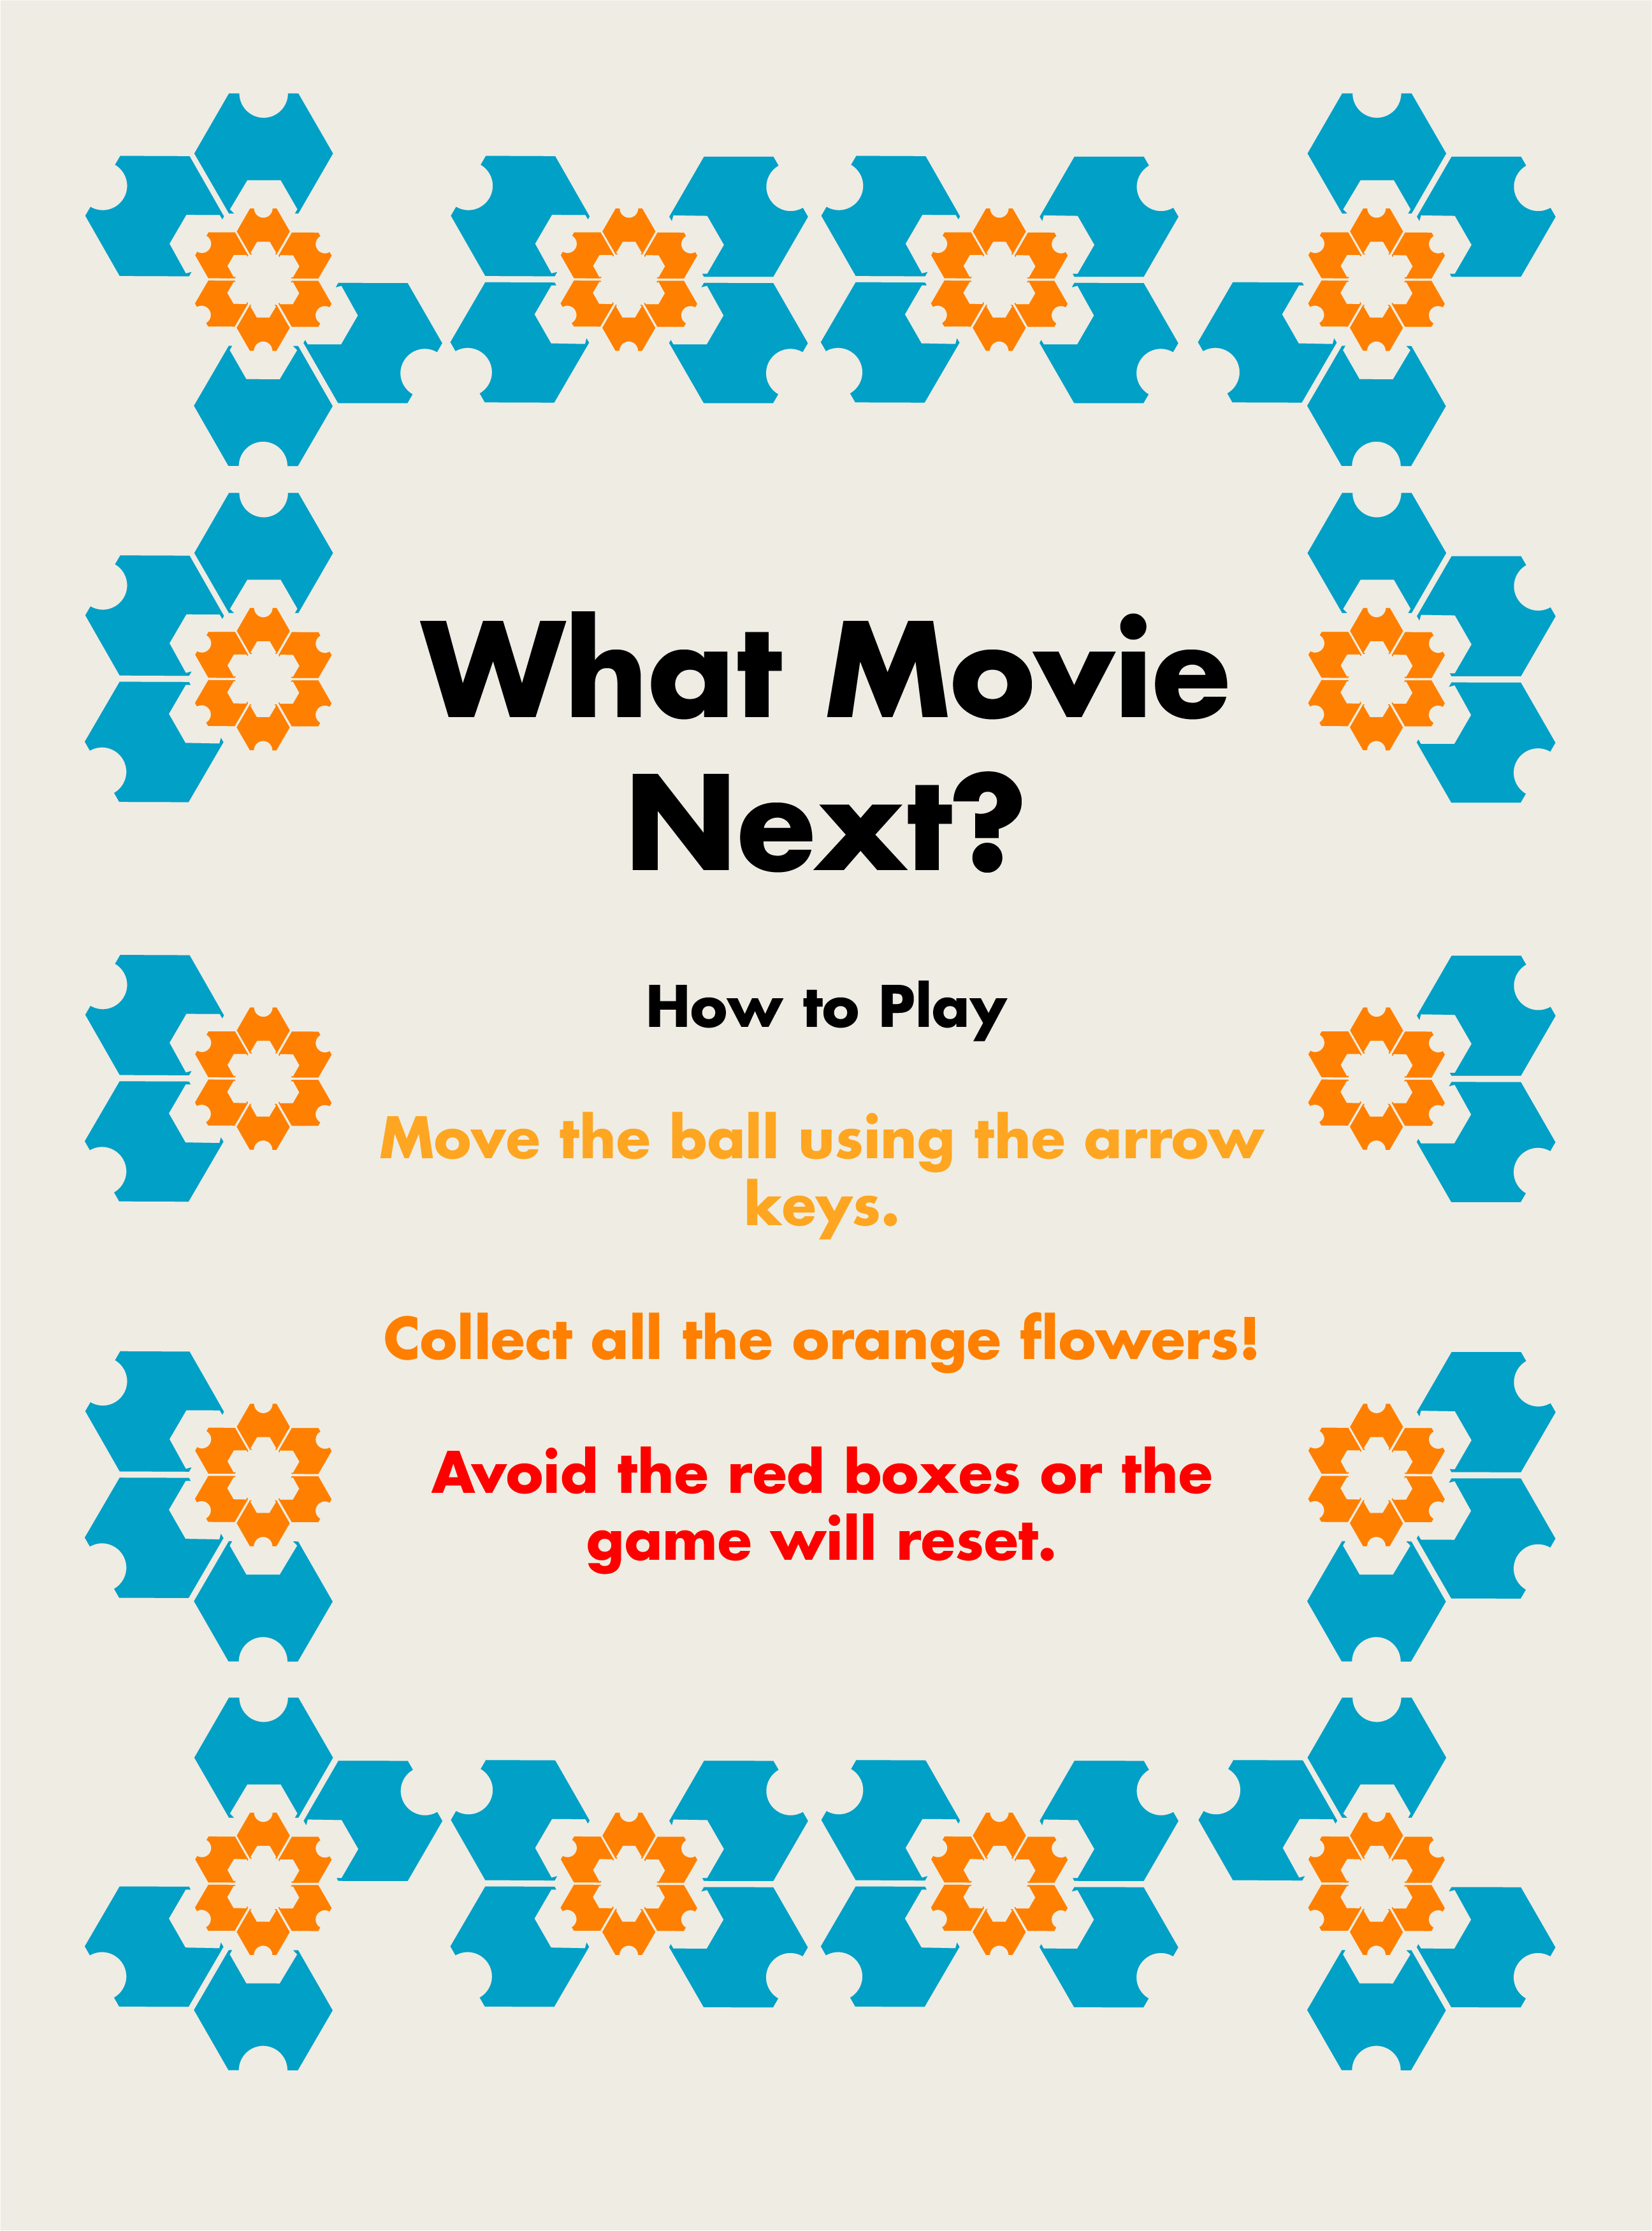 What Movie
Next?
How to Play
Move the ball using the arrow
keys.
Collect all the orange flowers!
Avoid the red boxes or the
game will reset.